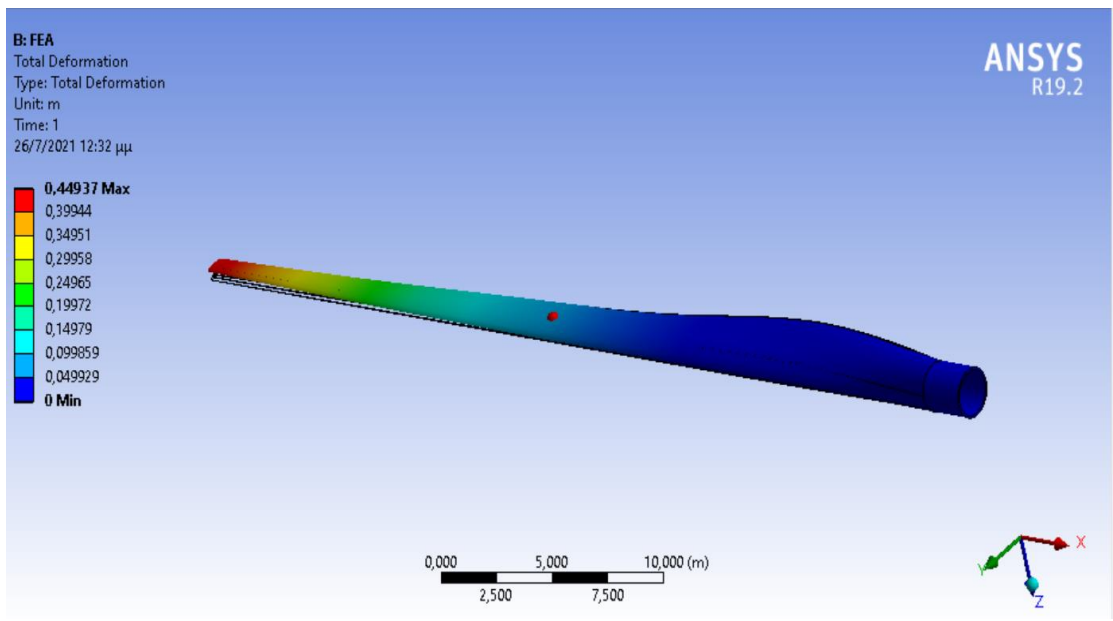 B: FEA
Total Deformation
Type: Total Deformation
Unit: m
Time: 1
26/7/2021 12:32 μμ
ANSYS
R19.2
0,44937 Max
0,39944
0,34951
0,29958
0,24965
0,19972
0,14979
0,099859
0,049929
0 Min
0,000 5,000 10,000 (m)
2,500 7,500
X
Y
Z